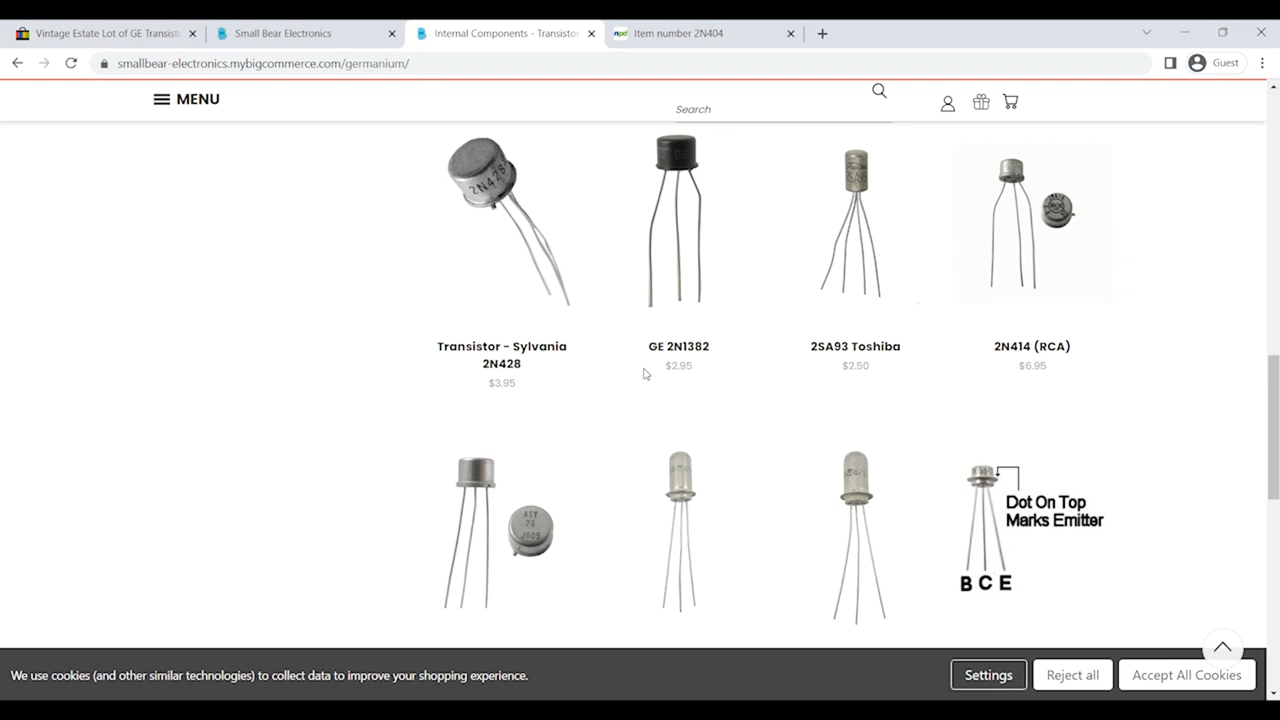 Vintage Estate Lot of GE Transist
Small Bear Electronics
Internal Components - Transistor
npd
Item number 2N404
smallbear-electronics.mybigcommerce.com/germanium/
Guest
MENU
Search
2N428
Transistor - Sylvania
2N428
$3.95
GE 2N1382
$2.95
2SA93 Toshiba
$2.50
2N414 (RCA)
$6.95
ASY
75
Dot On Top
Marks Emitter
B C E
We use cookies (and other similar technologies) to collect data to improve your shopping experience.
Settings
Reject all
Accept All Cookies